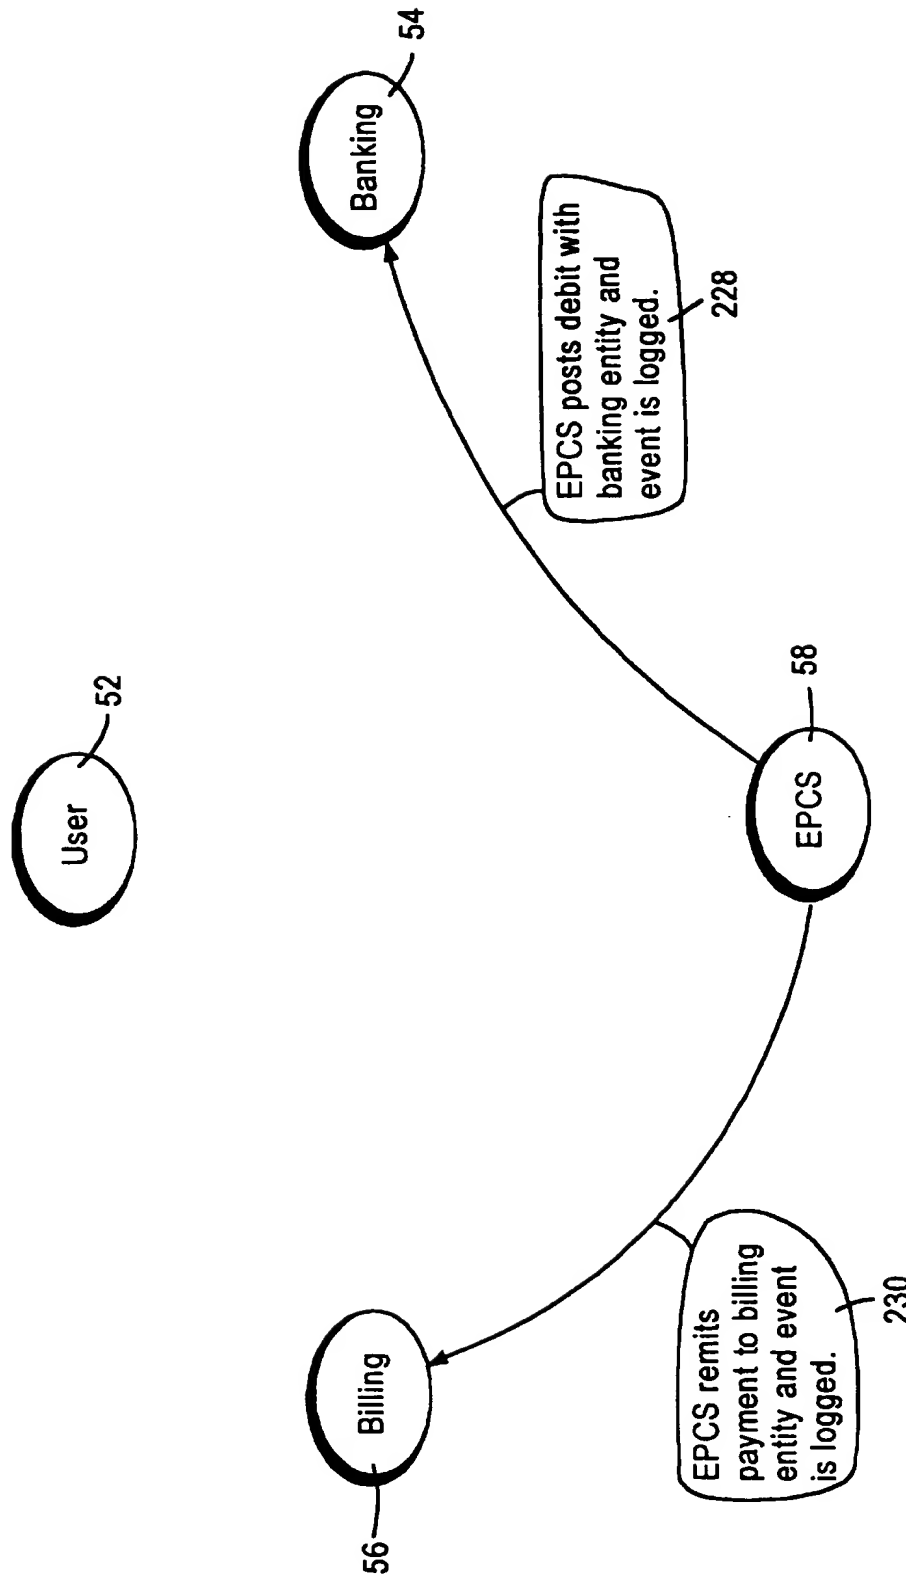 52
User
54
Banking
56
Billing
EPCS posts debit with
banking entity and
event is logged.
228
EPCS remits
payment to billing
entity and event
is logged.
230
58
EPCS